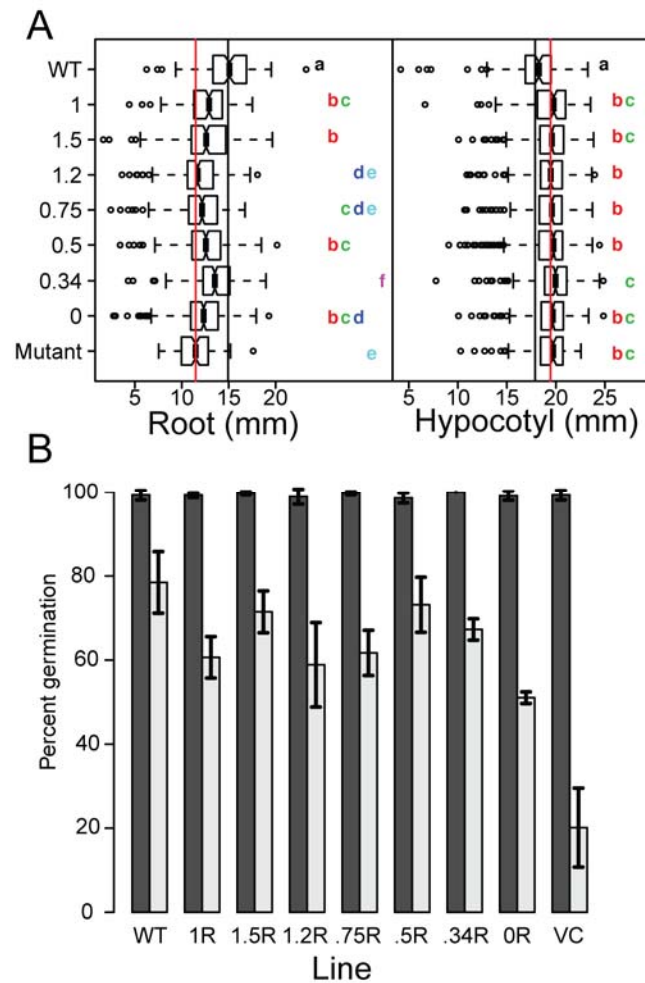 A
WT
a
a
1
b c
b c
1.5
b
b c
1.2
d e
b
0.75
c d e
b
0.5
b c
b
0.34
f
c
0
b c d
b c
Mutant
e
b c
5 10 15 20
5 10 15 20 25
Root (mm)
Hypocotyl (mm)
B
100
80
60
40
20
0
Percent germination
WT 1R 1.5R 1.2R .75R .5R .34R 0R VC
Line